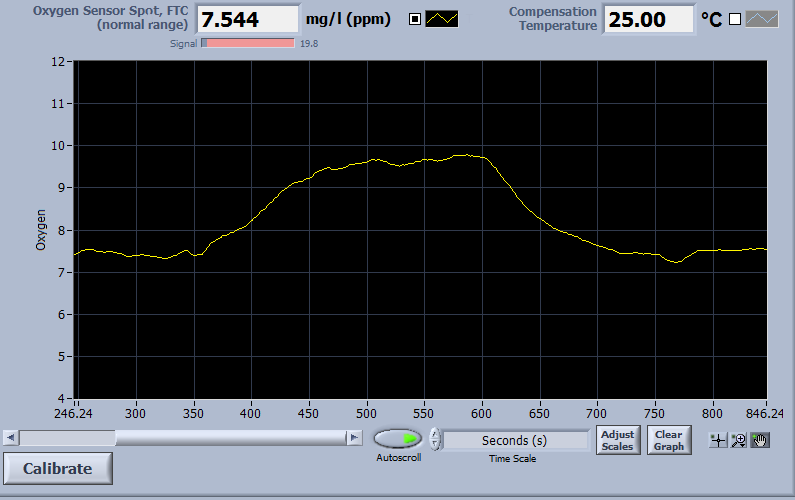 Oxygen Sensor Spot, FTC
(normal range)
7.544
mg/l (ppm)
Compensation
Temperature
25.00
°C
Signal
19.8
12
11
10
9
8
7
6
5
4
Oxygen
246.24
300
350
400
450
500
550
600
650
700
750
800
846.24
Autoscroll
Seconds (s)
Time Scale
Adjust
Scales
Clear
Graph
Calibrate